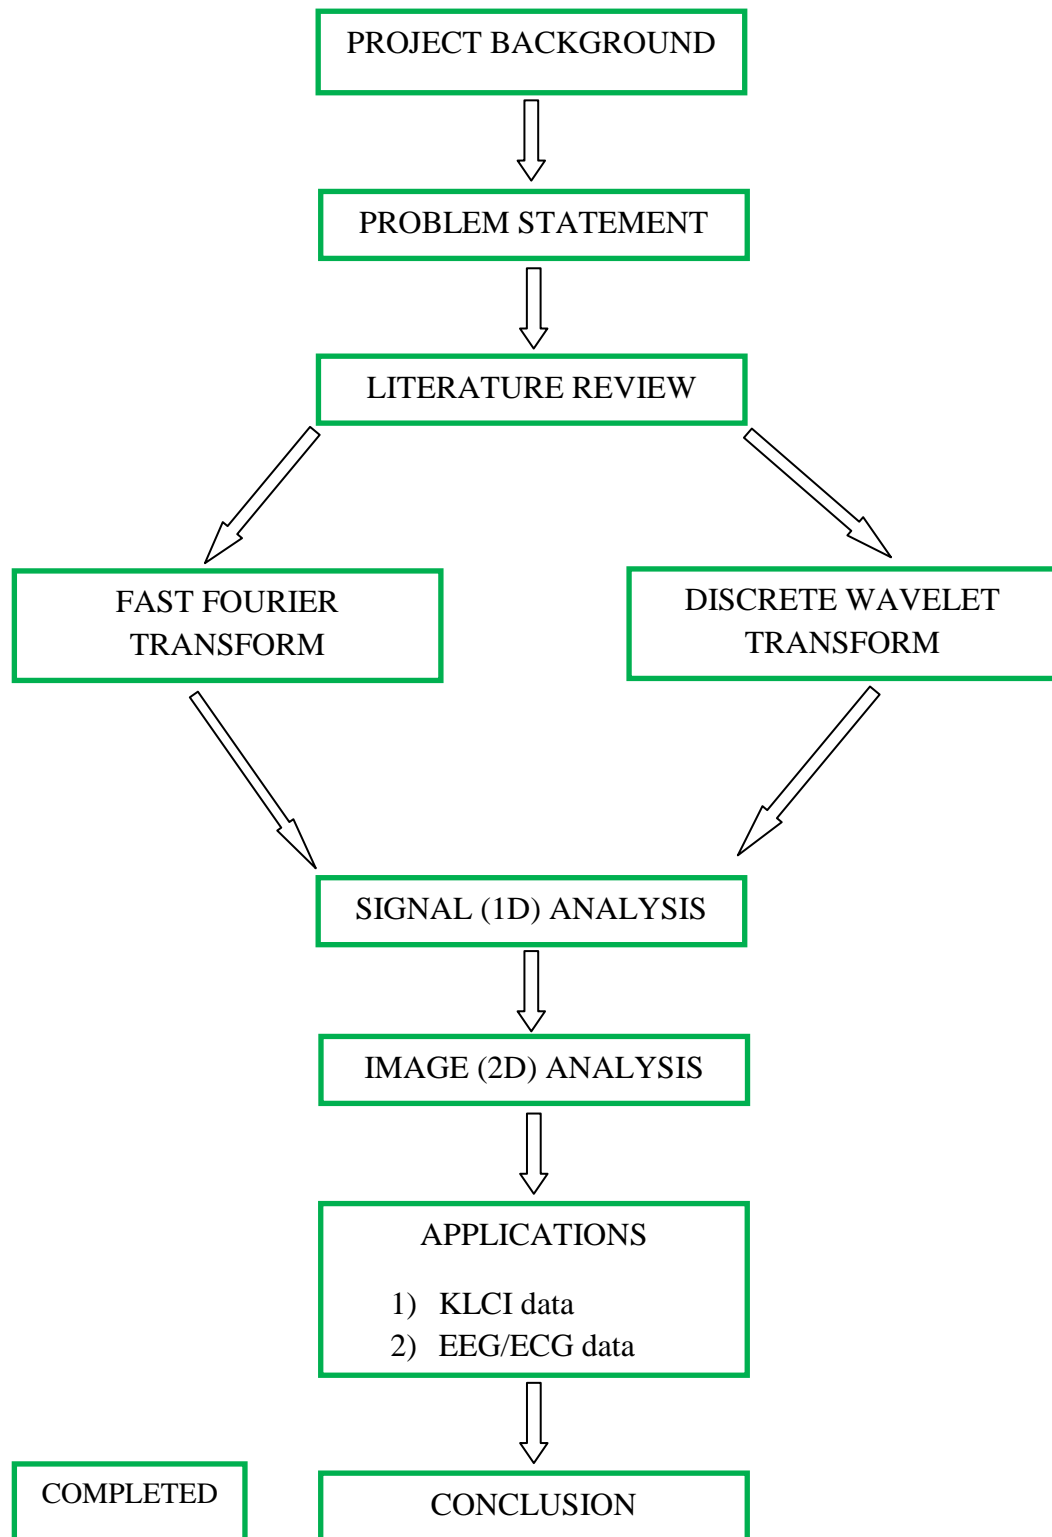 PROJECT BACKGROUND
PROBLEM STATEMENT
LITERATURE REVIEW
FAST FOURIER
TRANSFORM
DISCRETE WAVELET
TRANSFORM
SIGNAL (1D) ANALYSIS
IMAGE (2D) ANALYSIS
APPLICATIONS
1) KLCI data
2) EEG/ECG data
COMPLETED
CONCLUSION